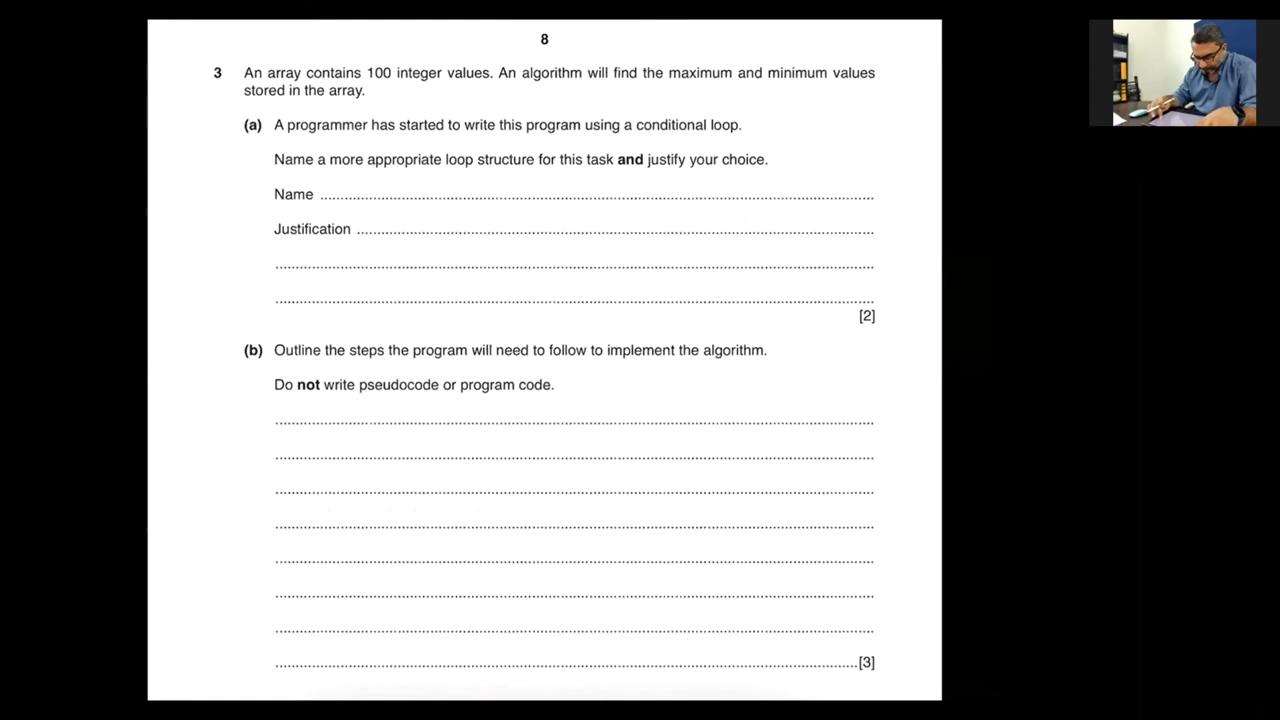 8
3 An array contains 100 integer values. An algorithm will find the maximum and minimum values
stored in the array.
(a) A programmer has started to write this program using a conditional loop.
Name a more appropriate loop structure for this task and justify your choice.
Name ................................................................
Justification ................................................................
................................................................
................................................................
[2]
(b) Outline the steps the program will need to follow to implement the algorithm.
Do not write pseudocode or program code.
................................................................
................................................................
................................................................
................................................................
................................................................
................................................................
................................................................
................................................................[3]